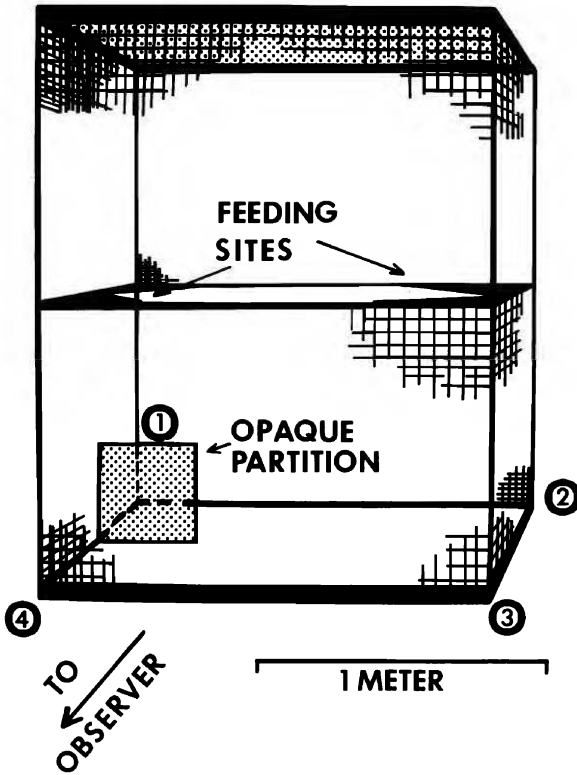 FEEDING
SITES
①
OPAQUE
PARTITION
②
④
③
TO
OBSERVER
1 METER